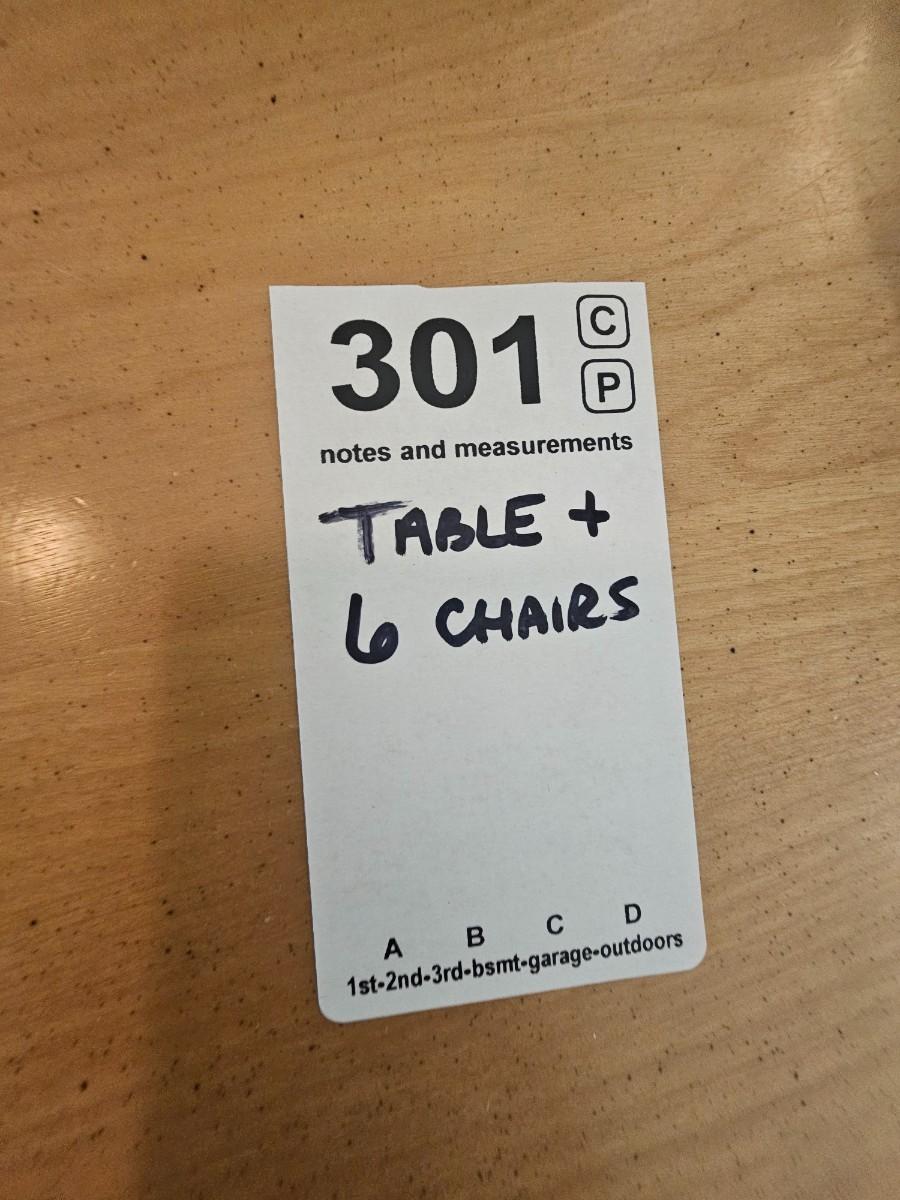 301 C
P
notes and measurements
TABLE +
6 CHAIRS
A B C D
1st-2nd-3rd-bsmt-garage-outdoors